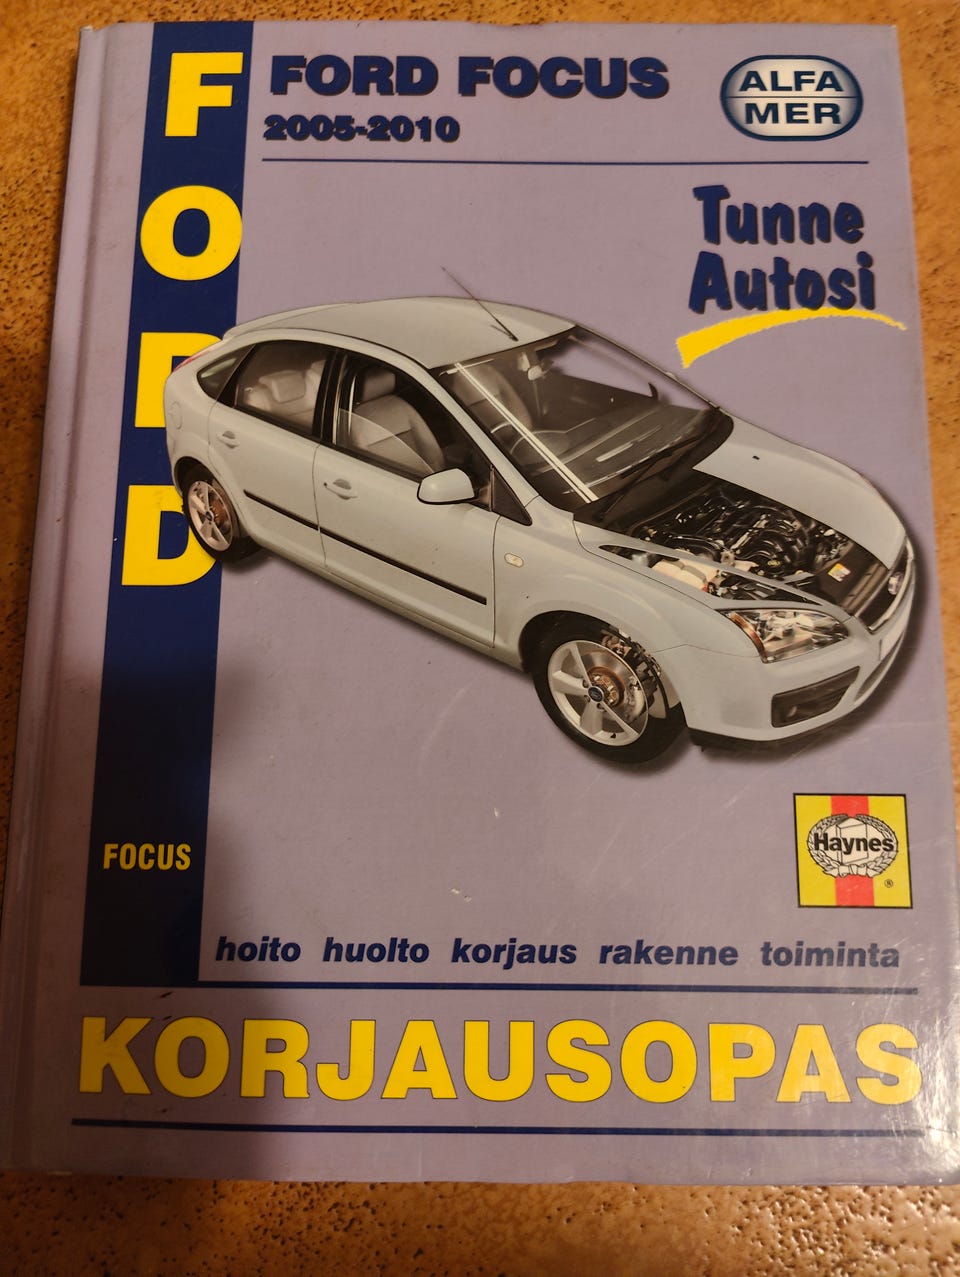 FORD
FORD FOCUS
2005-2010
ALFA
MER
Tunne
Autosi
Haynes
®
FOCUS
hoito huolto korjaus rakenne toiminta
KORJAUSOPAS